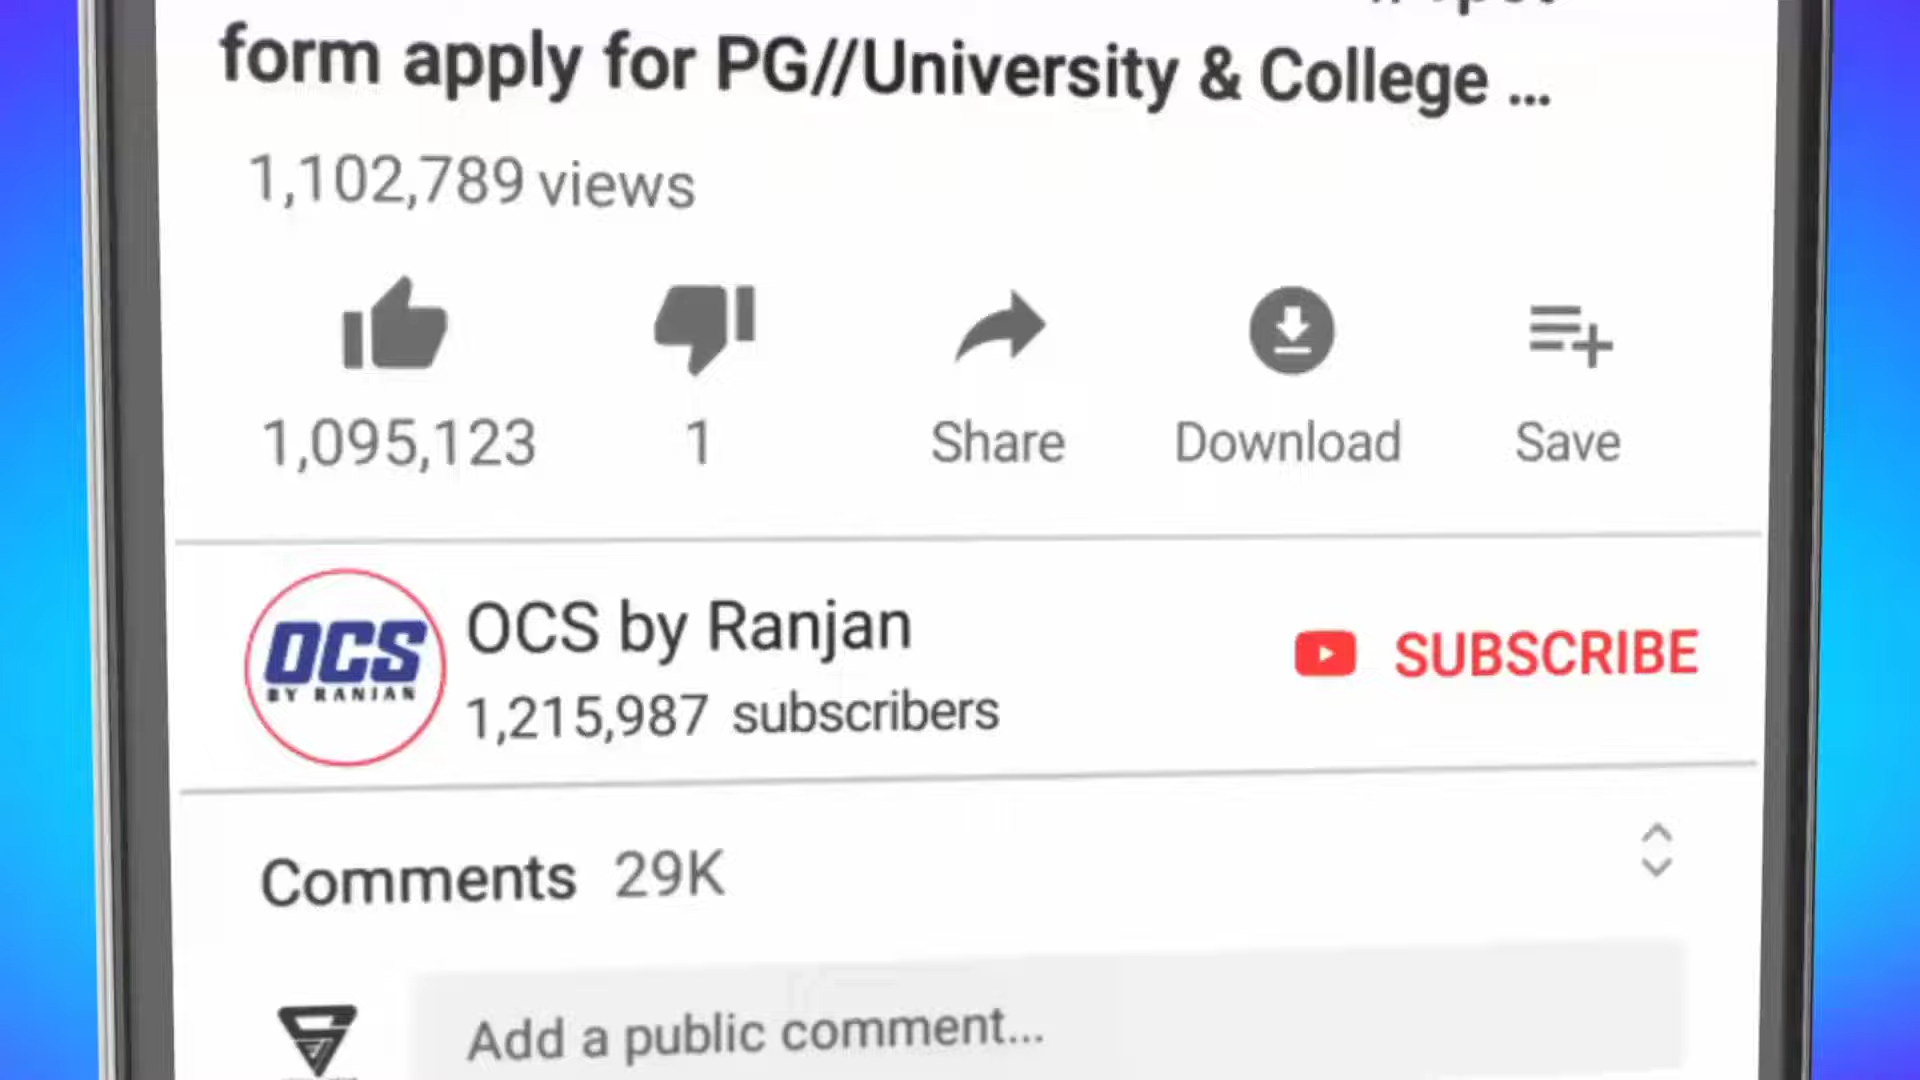 form apply for PG//University & College ...
1,102,789 views
1,095,123
1
Share
Download
Save
OCS
BY RANJAN
OCS by Ranjan
1,215,987 subscribers
SUBSCRIBE
Comments 29K
Add a public comment...